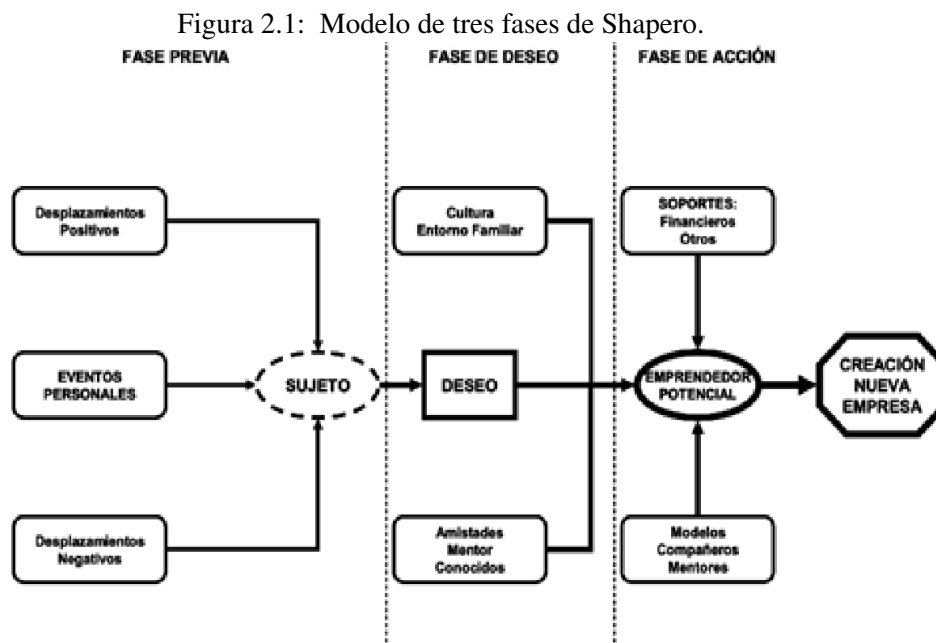 Figura 2.1: Modelo de tres fases de Shapero.
FASE PREVIA
FASE DE DESEO
FASE DE ACCIÓN
Desplazamientos
Positivos
Cultura
Entorno Familiar
SOPORTES:
Financieros
Otros
EVENTOS
PERSONALES
SUJETO
DESEO
EMPRENDEDOR
POTENCIAL
CREACIÓN
NUEVA
EMPRESA
Desplazamientos
Negativos
Amistades
Mentor
Conocidos
Modelos
Compañeros
Mentores